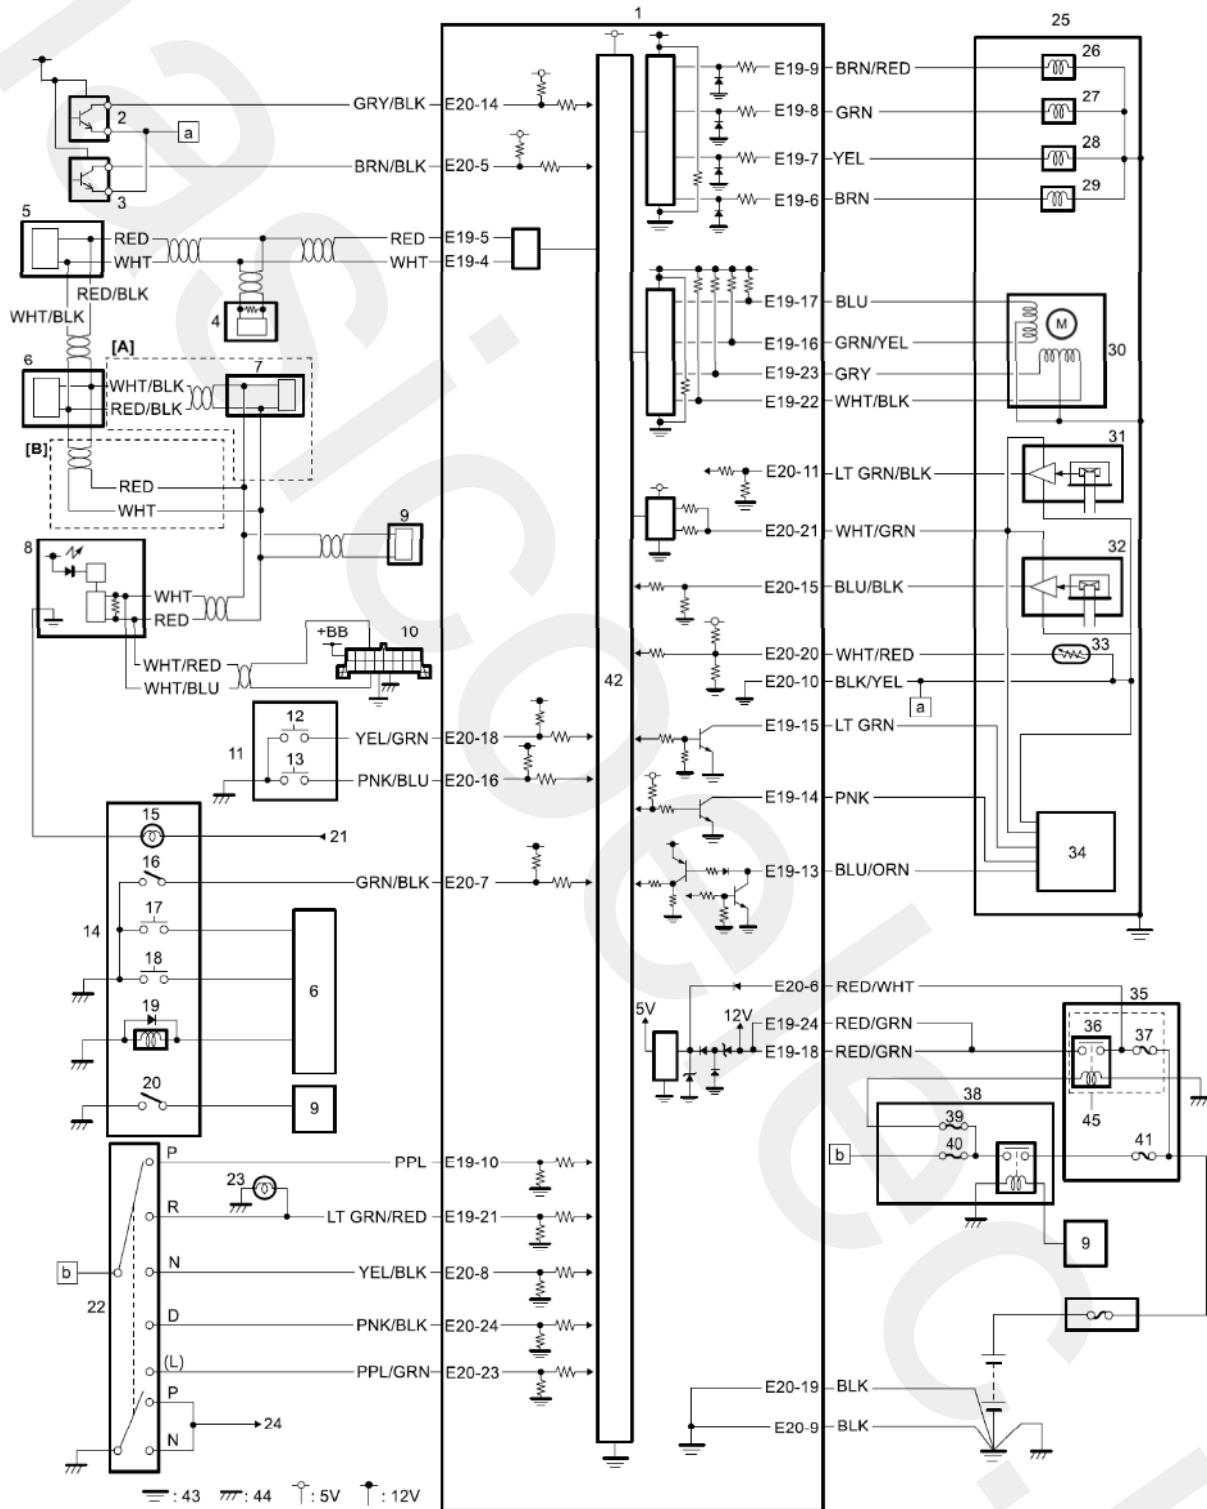 1
25
2
a
3
GRY/BLK E20-14
BRN/BLK E20-5
5
RED
WHT
RED E19-5
WHT E19-4
RED/BLK
WHT/BLK
4
[A]
6
7
WHT/BLK
RED/BLK
[B]
RED
WHT
8
9
WHT
RED
+BB
10
WHT/RED
WHT/BLU
11
12
13
YEL/GRN E20-18
PNK/BLU E20-16
14
15
21
16
GRN/BLK E20-7
17
18
6
19
20
9
P
PPL E19-10
23
R
LT GRN/RED E19-21
b
N
YEL/BLK E20-8
22
D
PNK/BLK E20-24
(L)
PPL/GRN E20-23
P
24
N
: 43
: 44
: 5V
: 12V
42
E19-9 BRN/RED
26
E19-8 GRN
27
E19-7 YEL
28
E19-6 BRN
29
E19-17 BLU
M
30
E19-16 GRN/YEL
E19-23 GRY
E19-22 WHT/BLK
31
E20-11 LT GRN/BLK
E20-21 WHT/GRN
32
E20-15 BLU/BLK
33
E20-20 WHT/RED
E20-10 BLK/YEL
a
E19-15 LT GRN
E19-14 PNK
34
E19-13 BLU/ORN
E20-6 RED/WHT
5V
12V
E19-24 RED/GRN
E19-18 RED/GRN
35
36
37
38
39
45
b
40
41
9
E20-19 BLK
E20-9 BLK